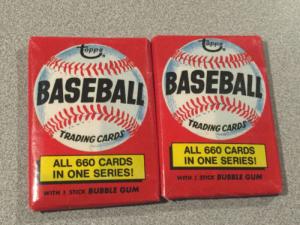 Topps
BASEBALL
TRADING CARDS
ALL 660 CARDS
IN ONE SERIES!
WITH 1 STICK BUBBLE GUM
Topps
BASEBALL
TRADING CARDS
ALL 660 CARDS
IN ONE SERIES!
WITH 1 STICK BUBBLE GUM